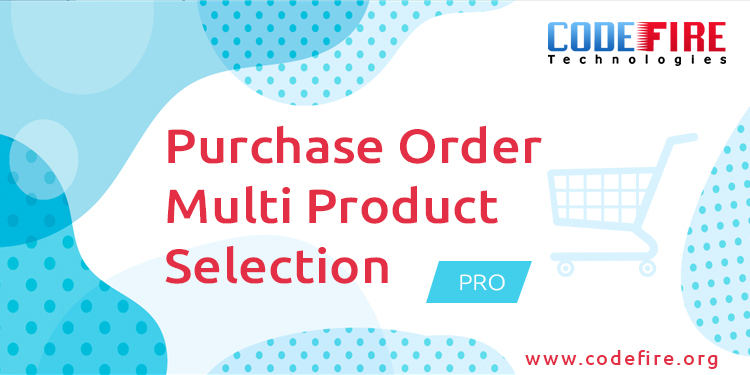 CODEFIRE
Technologies
Purchase Order
Multi Product
Selection
PRO
www.codefire.org